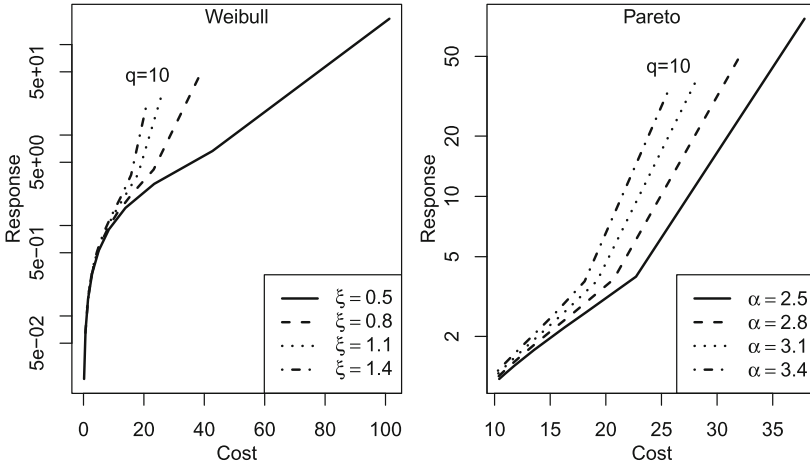 Weibull
q=10
Response
5e−02
5e−01
5e+00
5e+01
0
20
40
60
80
100
Cost
ξ = 0.5
ξ = 0.8
ξ = 1.1
ξ = 1.4
Pareto
q=10
Response
2
5
10
20
50
10
15
20
25
30
35
Cost
α = 2.5
α = 2.8
α = 3.1
α = 3.4